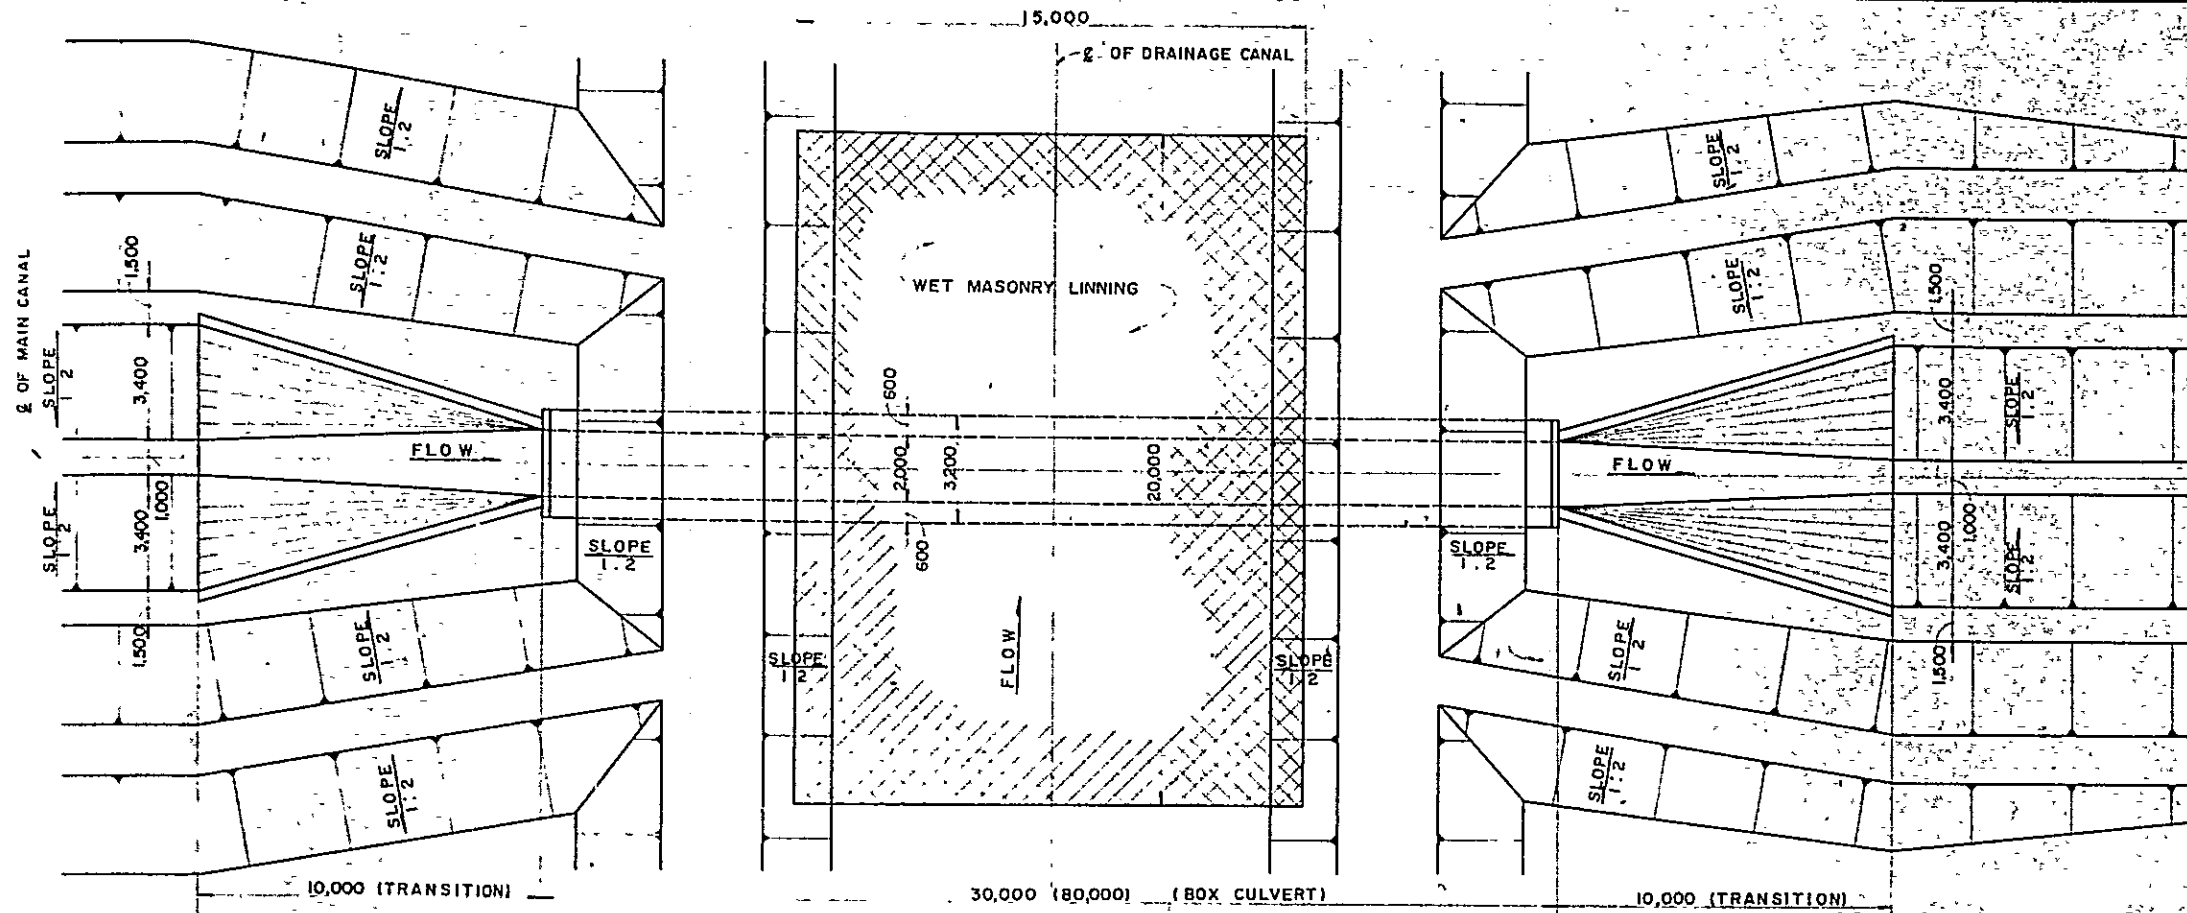 15,000
℄ OF DRAINAGE CANAL
SLOPE
1.2
SLOPE
1:2
1,500
℄ OF MAIN CANAL
SLOPE
2
3,400
1,000
3,400
SLOPE
2
1,500
FLOW
SLOPE
1:2
SLOPE
1:2
SLOPE
1.2
WET MASONRY LINNING
600
2,000
3,200
600
20,000
FLOW
SLOPE
1 2
SLOPE
1 2
SLOPE
1.2
SLOPE
1:2
SLOPE
1:2
1,500
FLOW
3,400
SLOPE
1:2
1,000
3,400
SLOPE
1:2
1,500
SLOPE
1.2
SLOPE
1:2
10,000 (TRANSITION)
30,000 (80,000) (BOX CULVERT)
10,000 (TRANSITION)